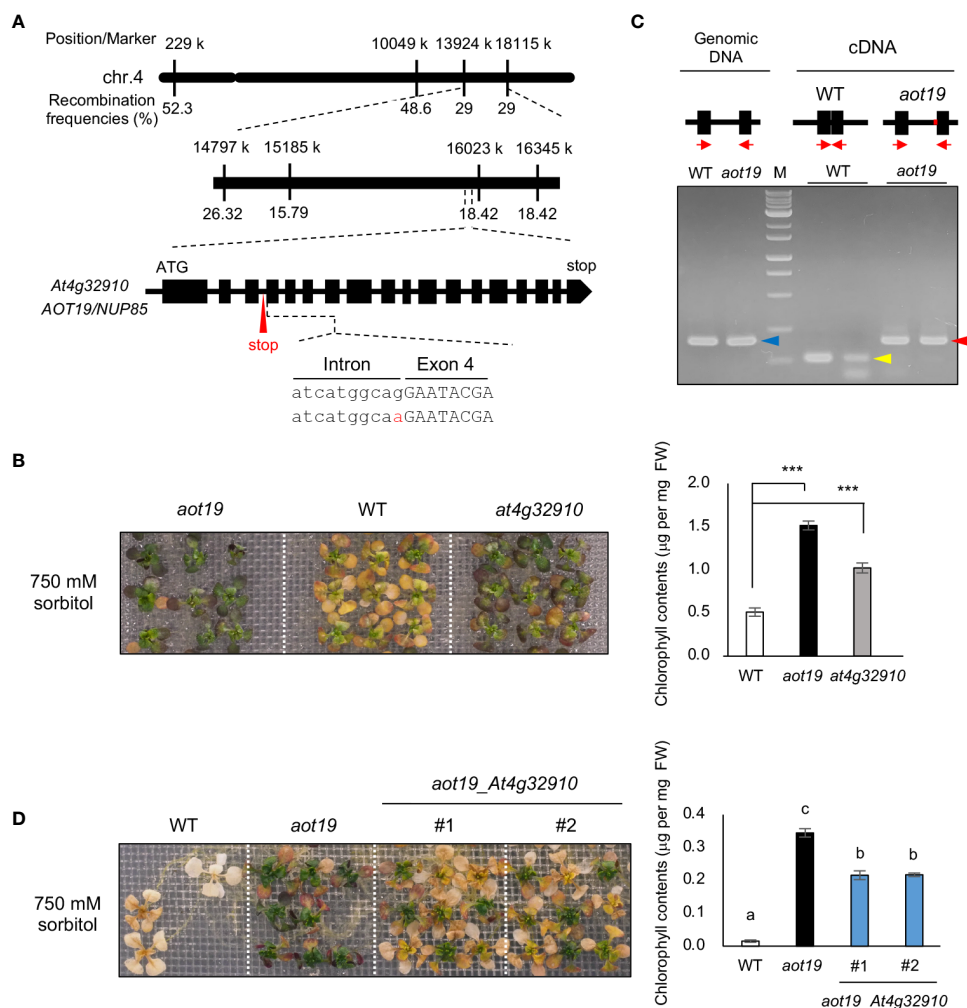 A
Position/Marker
229 k
10049 k
13924 k
18115 k
chr.4
Recombination
frequencies (%)
52.3
48.6
29
29
14797 k
15185 k
16023 k
16345 k
26.32
15.79
18.42
18.42
At4g32910
AOT19/NUP85
ATG
stop
stop
Intron
Exon 4
atcatggcagGAATACGA
atcatggcaaGAATACGA
C
Genomic
DNA
cDNA
WT
aot19
WT
aot19
M
WT
aot19
B
aot19
WT
at4g32910
750 mM
sorbitol
Chlorophyll contents (μg per mg FW)
2.0
1.5
1.0
0.5
0.0
***
***
WT
aot19
at4g32910
D
aot19_At4g32910
WT
aot19
#1
#2
750 mM
sorbitol
Chlorophyll contents (μg per mg FW)
0.4
0.3
0.2
0.1
0.0
a
c
b
b
WT
aot19
#1
#2
aot19_At4g32910